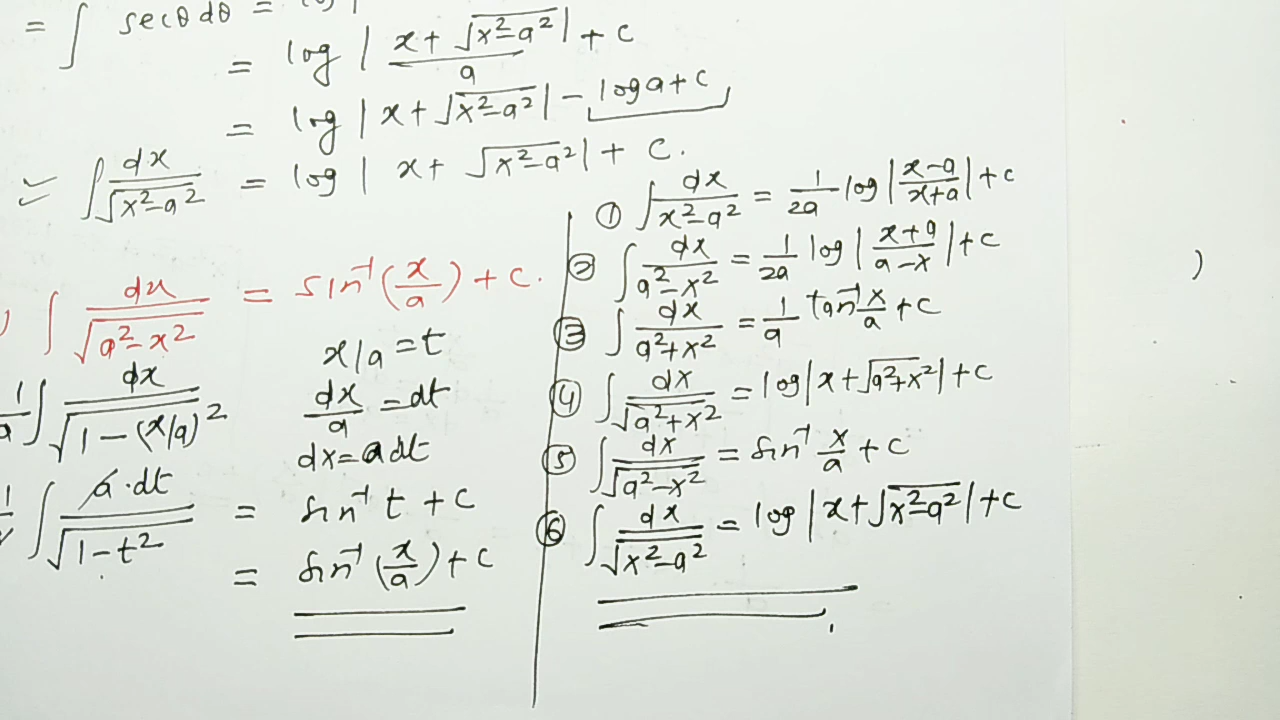 = ∫ secθ dθ = log |
= log | (x + √(x²-a²))/a | + c
= log | x + √(x²-a²) | - log a + c
∫ dx/√(x²-a²) = log | x + √(x²-a²) | + c.
∫ dx/√(a²-x²) = sin⁻¹(x/a) + c.
x/a = t
1/a ∫ dx/√(1-(x/a)²) dx/a = dt
dx = a dt
∫ a·dt/√(1-t²) = sin⁻¹ t + c
= sin⁻¹(x/a) + c
① ∫ dx/(x²-a²) = 1/2a log |(x-a)/(x+a)| + c
② ∫ dx/(a²-x²) = 1/2a log |(x+a)/(a-x)| + c
③ ∫ dx/(a²+x²) = 1/a tan⁻¹ x/a + c
④ ∫ dx/√(a²+x²) = log |x + √(a²+x²)| + c
⑤ ∫ dx/√(a²-x²) = sin⁻¹ x/a + c
⑥ ∫ dx/√(x²-a²) = log |x + √(x²-a²)| + c